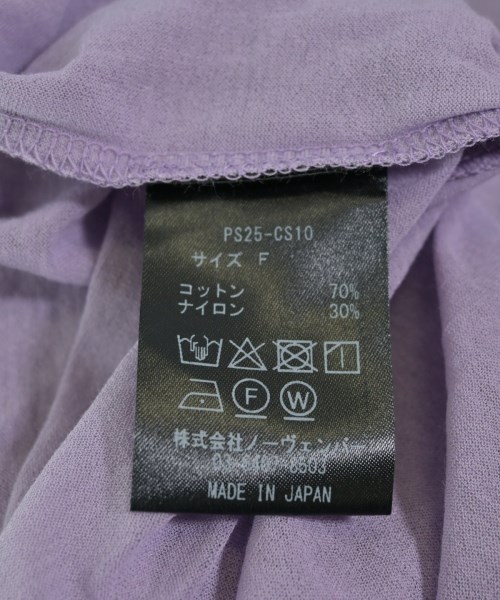 PS25-CS10
サイズ F
コットン 70%
ナイロン 30%
F W
株式会社ノーヴェンバー
MADE IN JAPAN